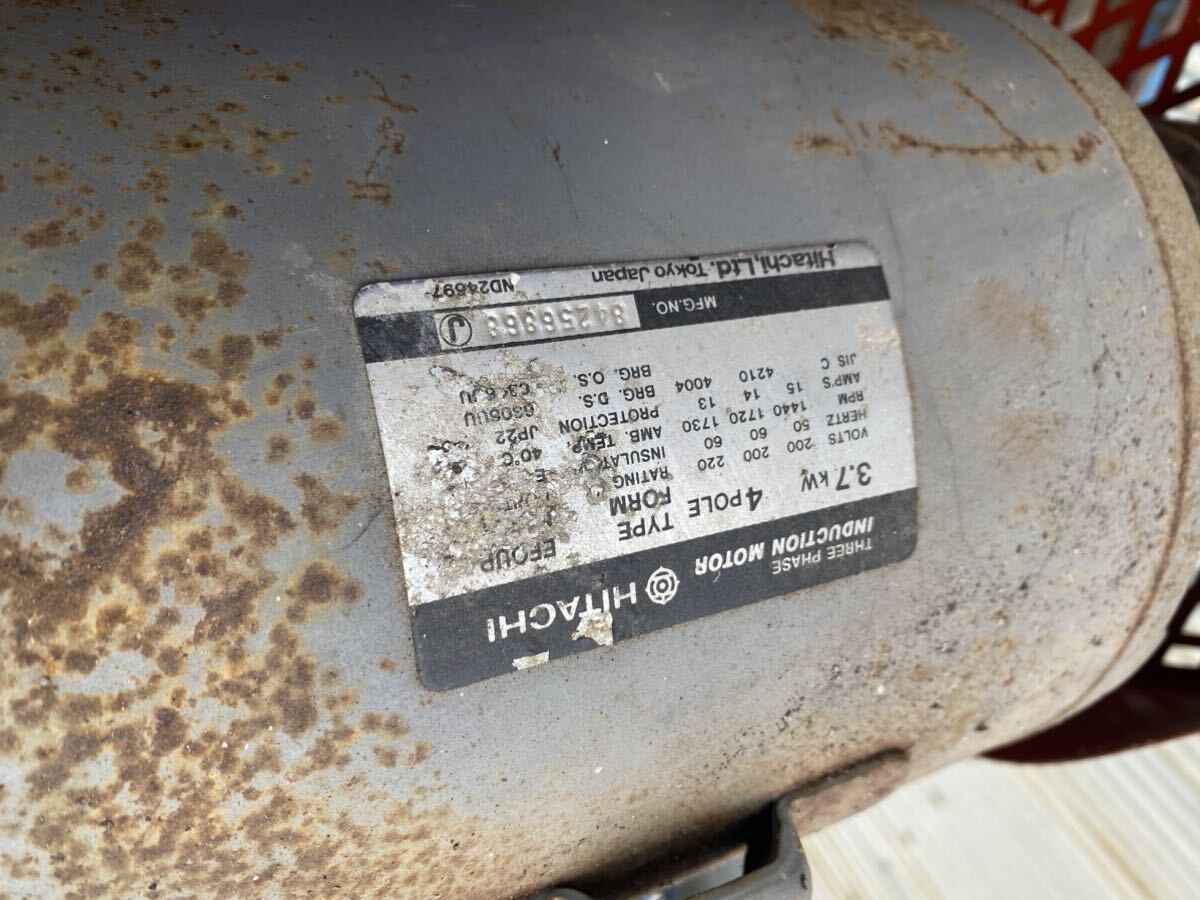 THREE PHASE
INDUCTION MOTOR HITACHI
3.7 KW 4 POLE TYPE EFOUP
FORM
VOLTS 200 200 220 RATING
HERTZ 50 60 60 INSULATION E
RPM 1440 1720 1730 AMB. TEMP. 40°C
AMP'S 15 14 13 PROTECTION JP22
JIS C 4210 4004 BRG. D.S. 6306UU
BRG. O.S.
MFG.NO. J
Hitachi,Ltd. Tokyo Japan ND24697